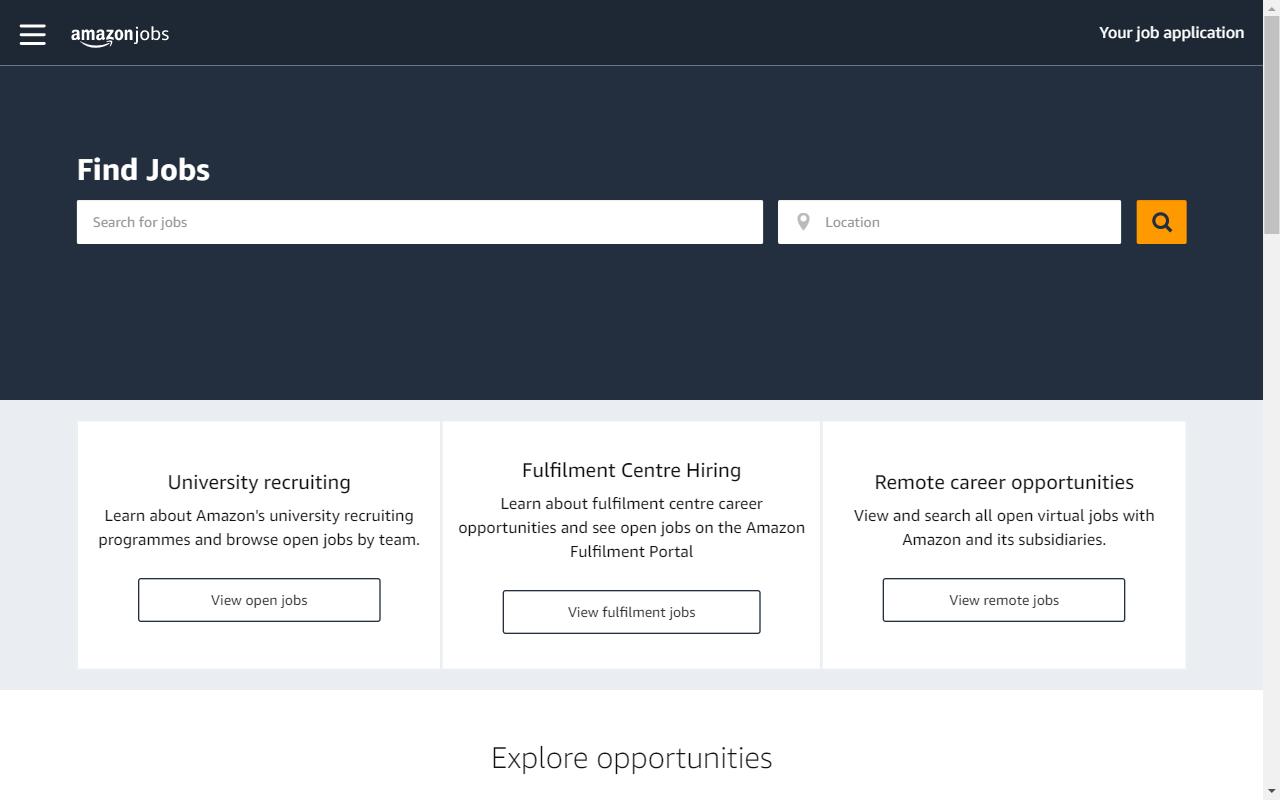 amazonjobs
Your job application
Find Jobs
Search for jobs
Location
University recruiting
Learn about Amazon's university recruiting
programmes and browse open jobs by team.
View open jobs
Fulfilment Centre Hiring
Learn about fulfilment centre career
opportunities and see open jobs on the Amazon
Fulfilment Portal
View fulfilment jobs
Remote career opportunities
View and search all open virtual jobs with
Amazon and its subsidiaries.
View remote jobs
Explore opportunities